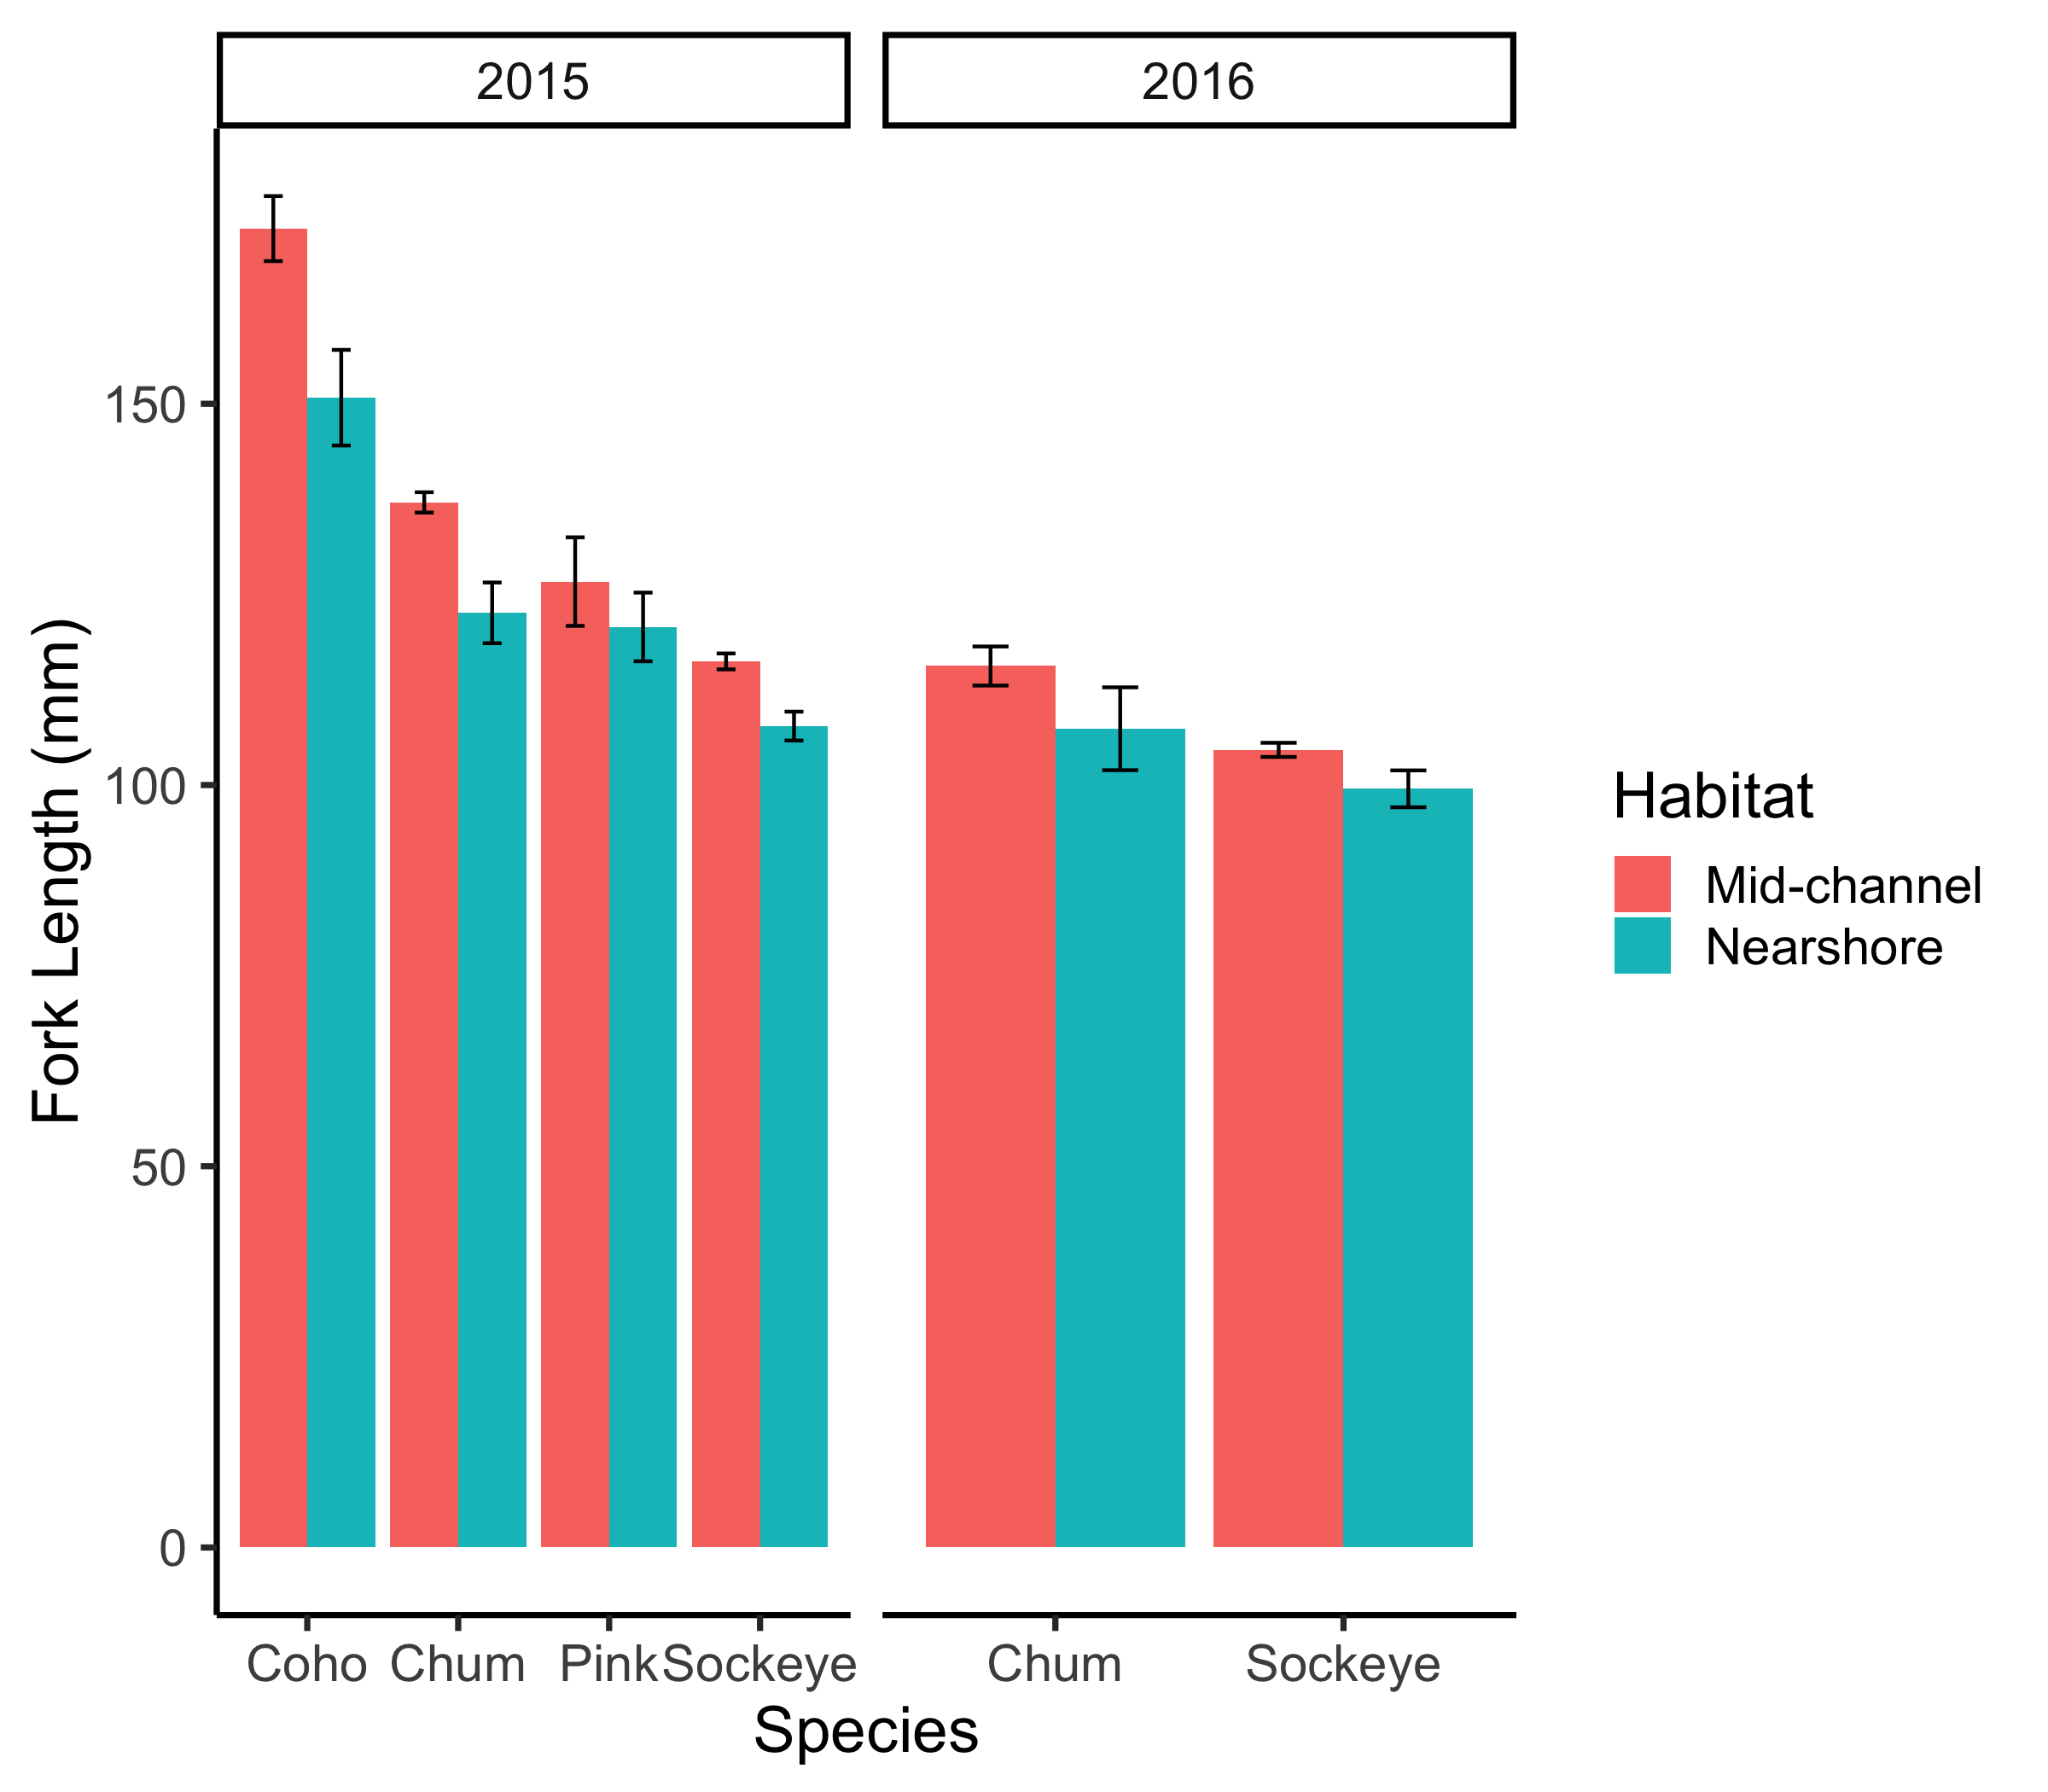 2015
2016
Fork Length (mm)
150
100
50
0
Coho Chum Pink Sockeye
Chum Sockeye
Species
Habitat
Mid-channel
Nearshore